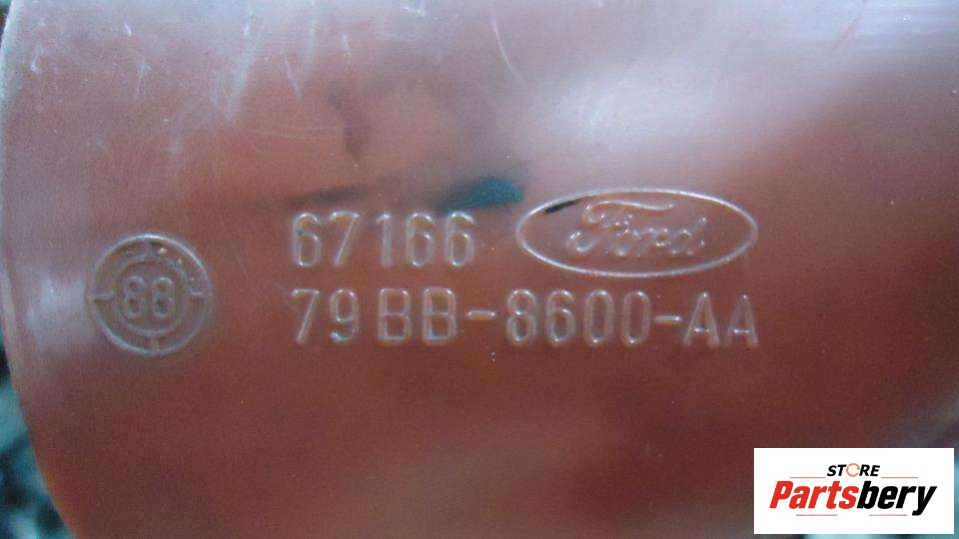 67166 Ford
88
79BB-8600-AA
STORE
Partsbery